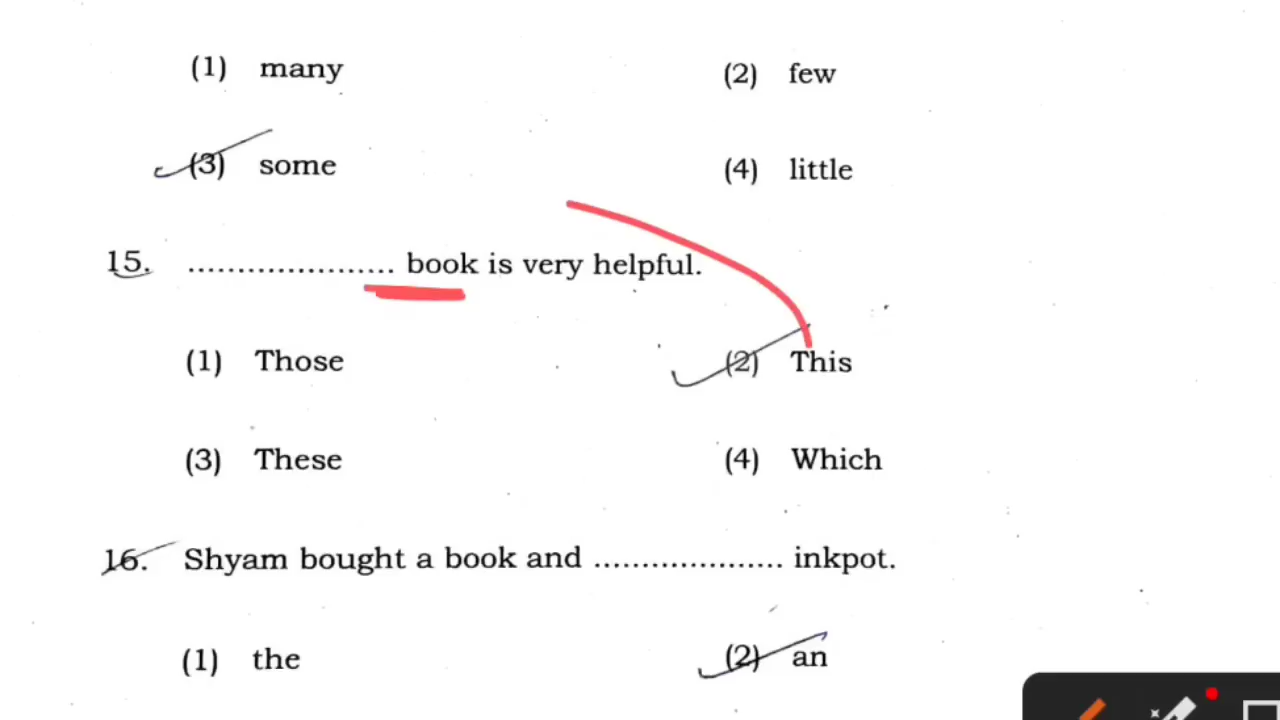 (1) many (2) few
(3) some (4) little
15. ...................... book is very helpful.
(1) Those (2) This
(3) These (4) Which
16. Shyam bought a book and .................... inkpot.
(1) the (2) an